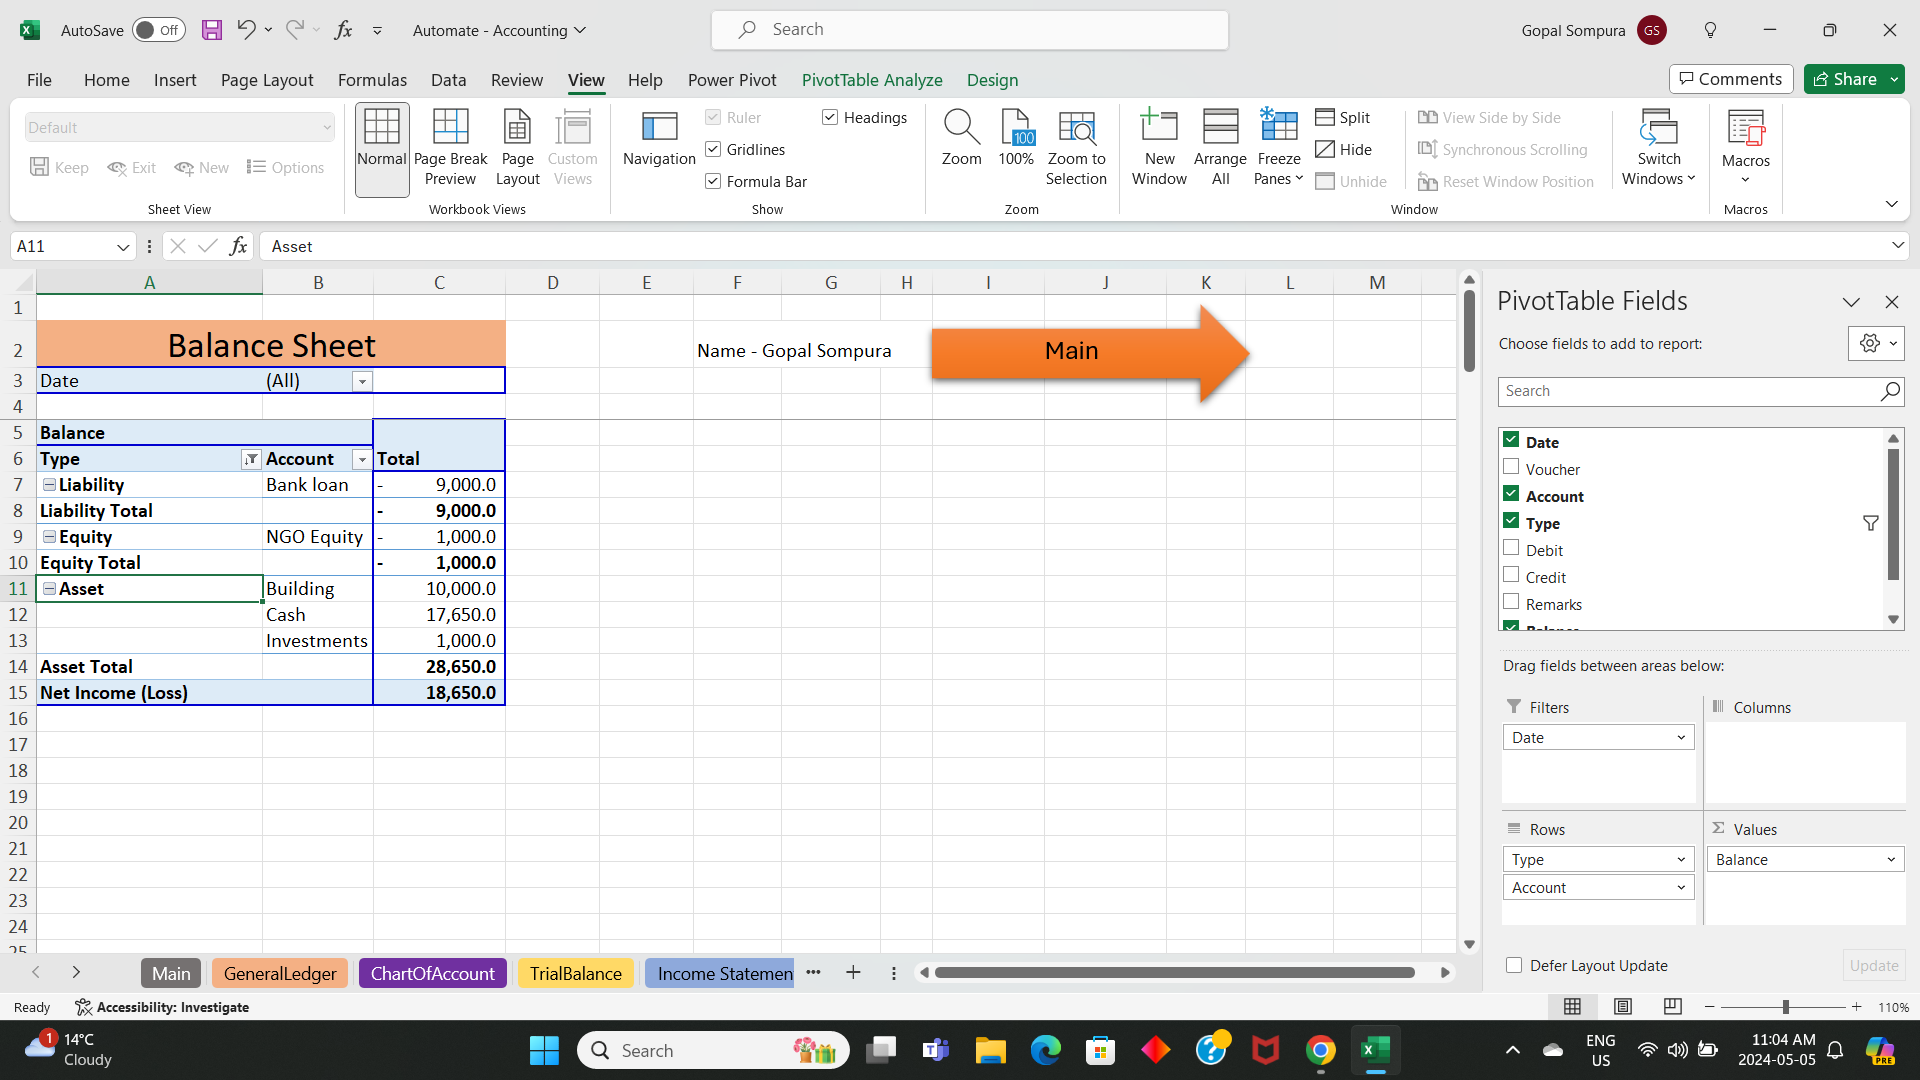 AutoSave Off Automate - Accounting Search Gopal Sompura GS
File Home Insert Page Layout Formulas Data Review View Help Power Pivot PivotTable Analyze Design Comments Share
Default
Keep Exit New Options
Sheet View
Normal Page Break Preview Page Layout Custom Views
Workbook Views
Navigation
Ruler Headings
Gridlines
Formula Bar
Show
Zoom 100 100% Zoom to Selection
Zoom
New Window Arrange All Freeze Panes
Split
Hide
Unhide
View Side by Side
Synchronous Scrolling
Reset Window Position
Switch Windows
Window
Macros
Macros
A11 fx Asset
A B C D E F G H I J K L M
1
2 Balance Sheet Name - Gopal Sompura Main
3 Date (All)
4
5 Balance
6 Type Account Total
7 Liability Bank loan - 9,000.0
8 Liability Total - 9,000.0
9 Equity NGO Equity - 1,000.0
10 Equity Total - 1,000.0
11 Asset Building 10,000.0
12 Cash 17,650.0
13 Investments 1,000.0
14 Asset Total 28,650.0
15 Net Income (Loss) 18,650.0
16
17
18
19
20
21
22
23
24
25
PivotTable Fields
Choose fields to add to report:
Search
Date
Voucher
Account
Type
Debit
Credit
Remarks
Balance
Drag fields between areas below:
Filters Columns
Date
Rows Values
Type Balance
Account
Defer Layout Update Update
Main GeneralLedger ChartOfAccount TrialBalance Income Statemen
Ready Accessibility: Investigate 110%
1 14°C
Cloudy
Search
PRE
ENG
US
11:04 AM
2024-05-05